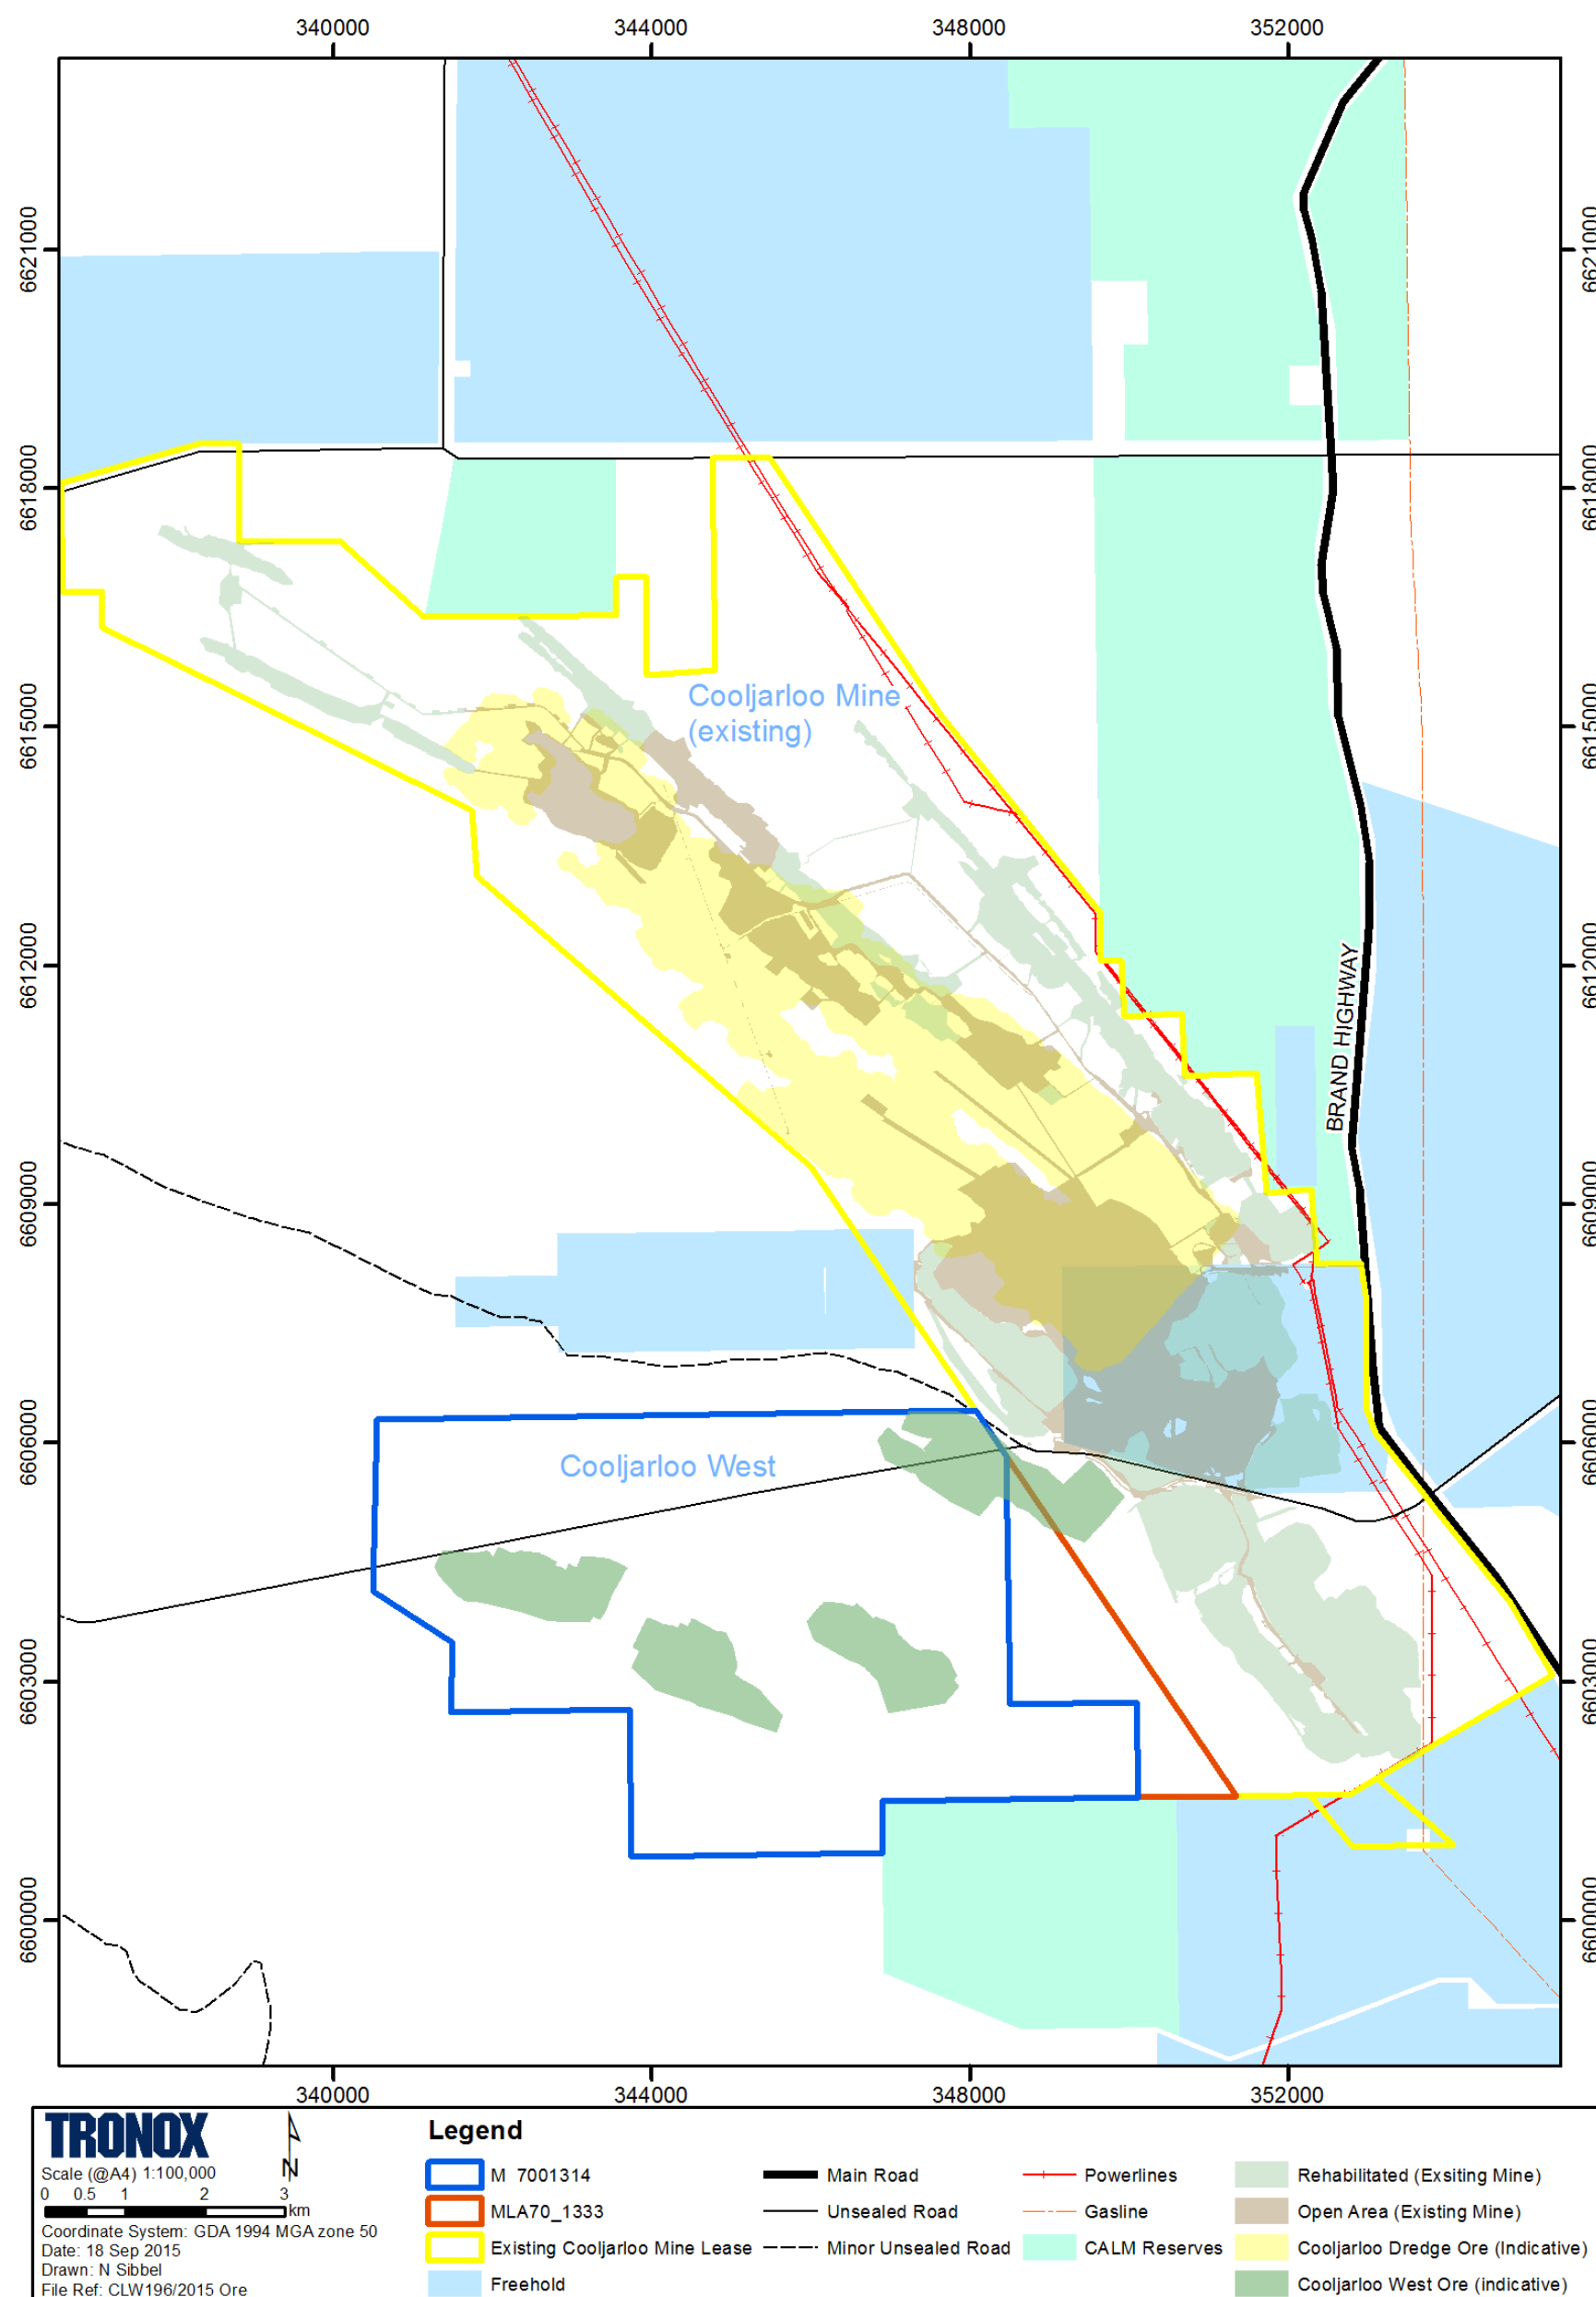 340000 344000 348000 352000
6621000 6621000
6618000 6618000
Cooljarloo Mine
(existing)
6615000 6615000
6612000 6612000
BRAND HIGHWAY
6609000 6609000
6606000 6606000
Cooljarloo West
6603000 6603000
6600000 6600000
340000 344000 348000 352000
TRONOX
N
Scale (@A4) 1:100,000
0 0.5 1 2 3
km
Coordinate System: GDA 1994 MGA zone 50
Date: 18 Sep 2015
Drawn: N Sibbel
File Ref: CLW196/2015 Ore
Legend
M 7001314
MLA70_1333
Existing Cooljarloo Mine Lease
Freehold
Main Road
Unsealed Road
Minor Unsealed Road
Powerlines
Gasline
CALM Reserves
Rehabilitated (Exsiting Mine)
Open Area (Existing Mine)
Cooljarloo Dredge Ore (Indicative)
Cooljarloo West Ore (indicative)